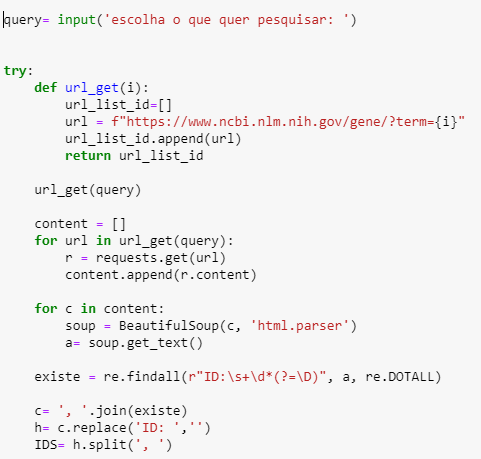 query= input('escolha o que quer pesquisar: ')
try:
    def url_get(i):
        url_list_id=[]
        url = f"https://www.ncbi.nlm.nih.gov/gene/?term={i}"
        url_list_id.append(url)
        return url_list_id
    url_get(query)
    content = []
    for url in url_get(query):
        r = requests.get(url)
        content.append(r.content)
    for c in content:
        soup = BeautifulSoup(c, 'html.parser')
        a= soup.get_text()
    existe = re.findall(r"ID:\s+\d*(?=\D)", a, re.DOTALL)
    c= ', '.join(existe)
    h= c.replace('ID: ','')
    IDS= h.split(', ')